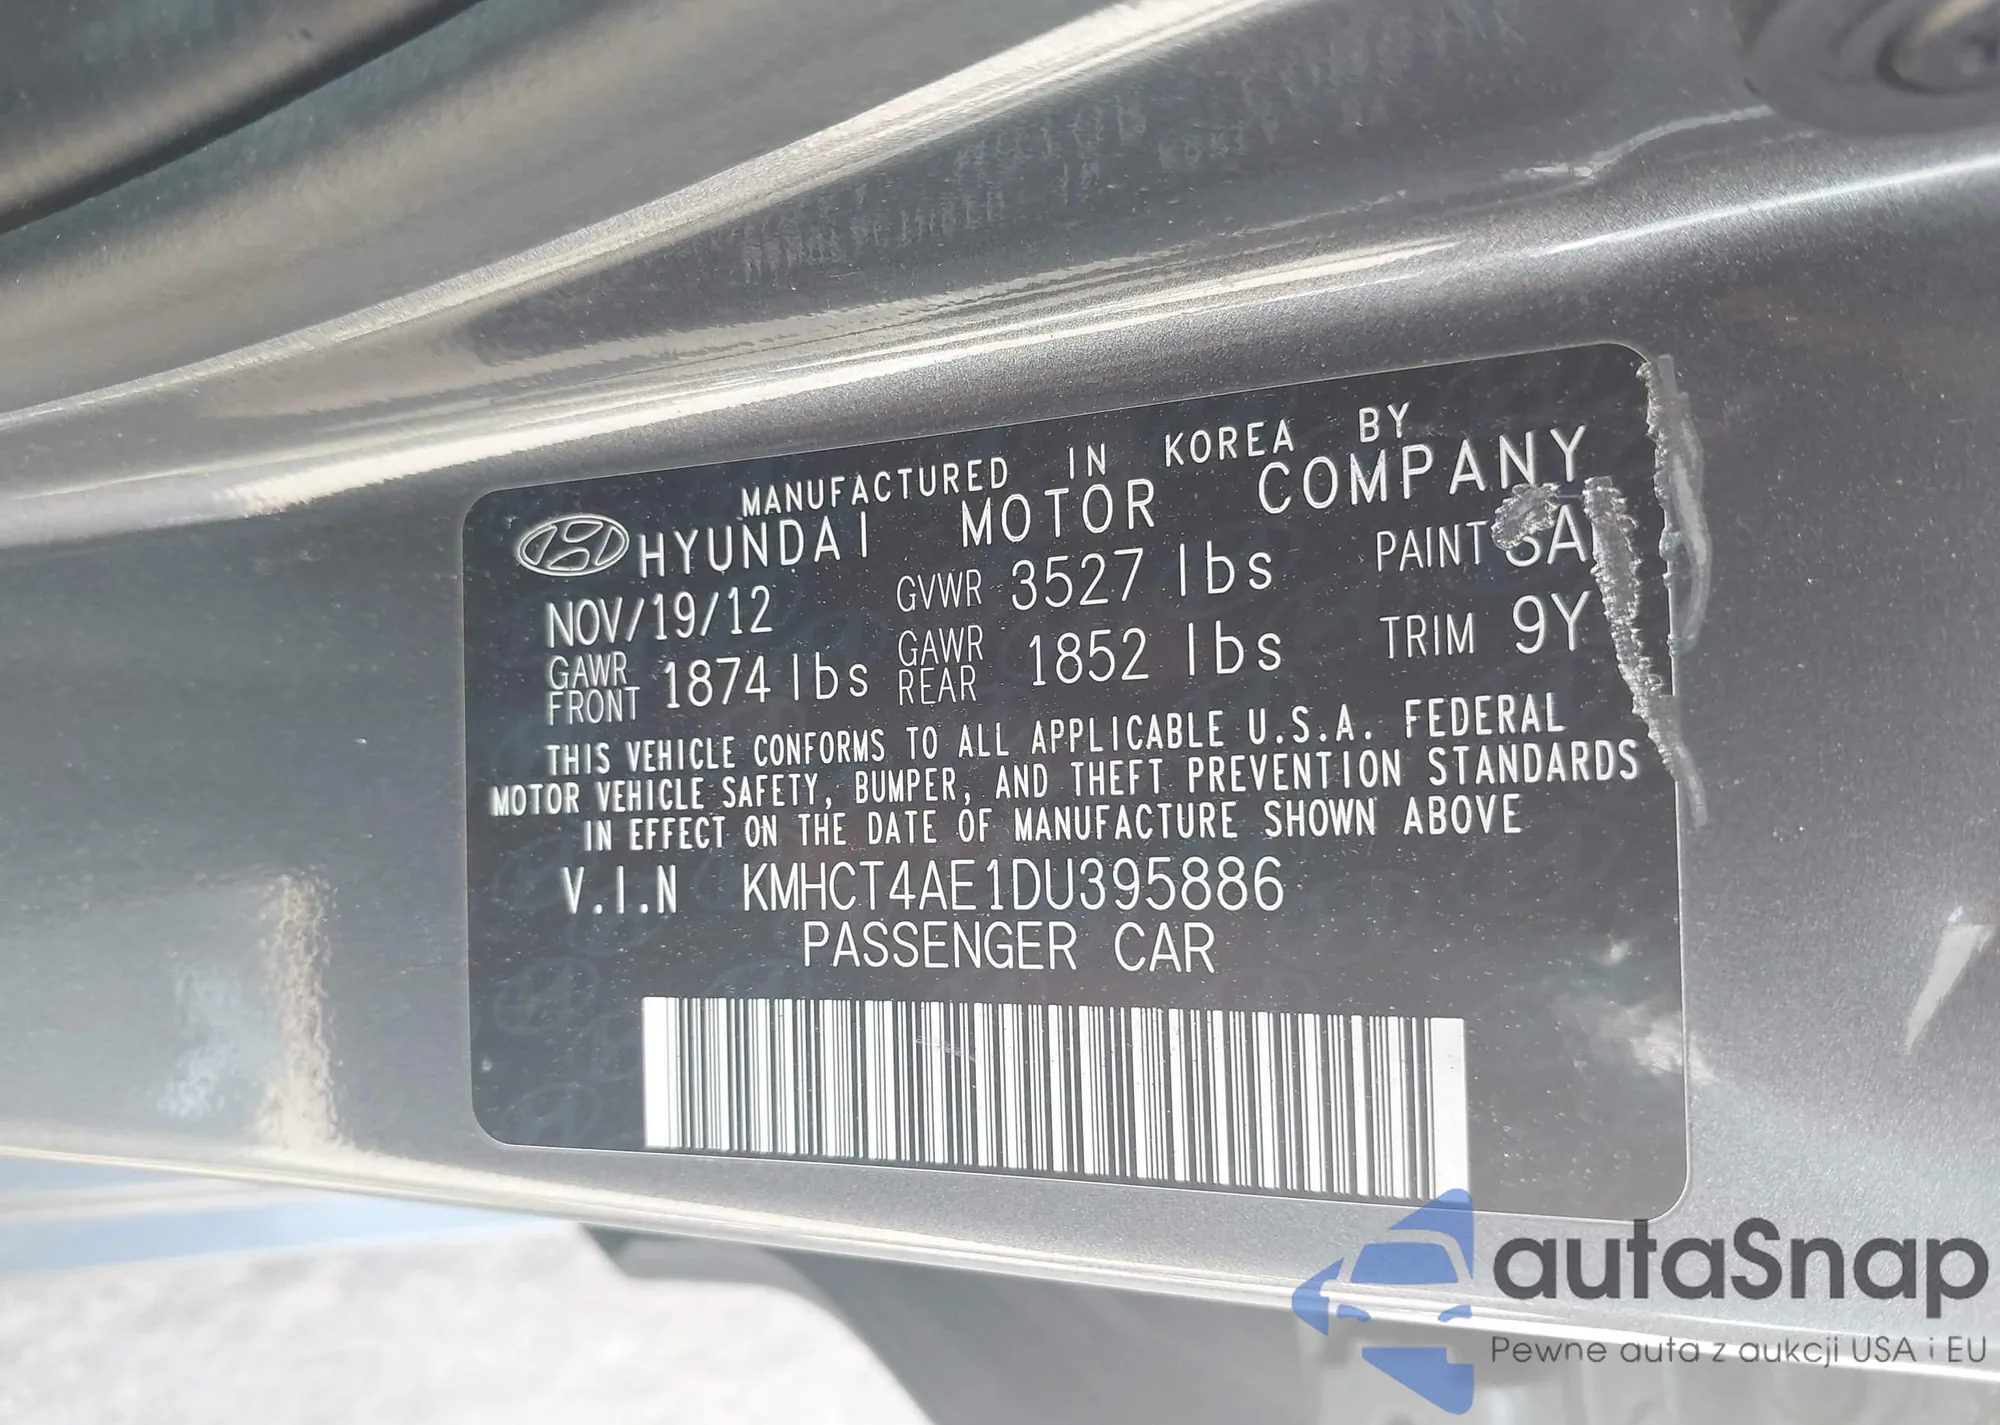 MANUFACTURED IN KOREA BY
HYUNDAI MOTOR COMPANY
NOV/19/12 GVWR 3527 lbs PAINT
GAWR FRONT 1874 lbs GAWR REAR 1852 lbs TRIM 9Y
THIS VEHICLE CONFORMS TO ALL APPLICABLE U.S.A. FEDERAL
MOTOR VEHICLE SAFETY, BUMPER, AND THEFT PREVENTION STANDARDS
IN EFFECT ON THE DATE OF MANUFACTURE SHOWN ABOVE
V.I.N KMHCT4AE1DU395886
PASSENGER CAR
autaSnap
Pewne auta z aukcji USA i EU